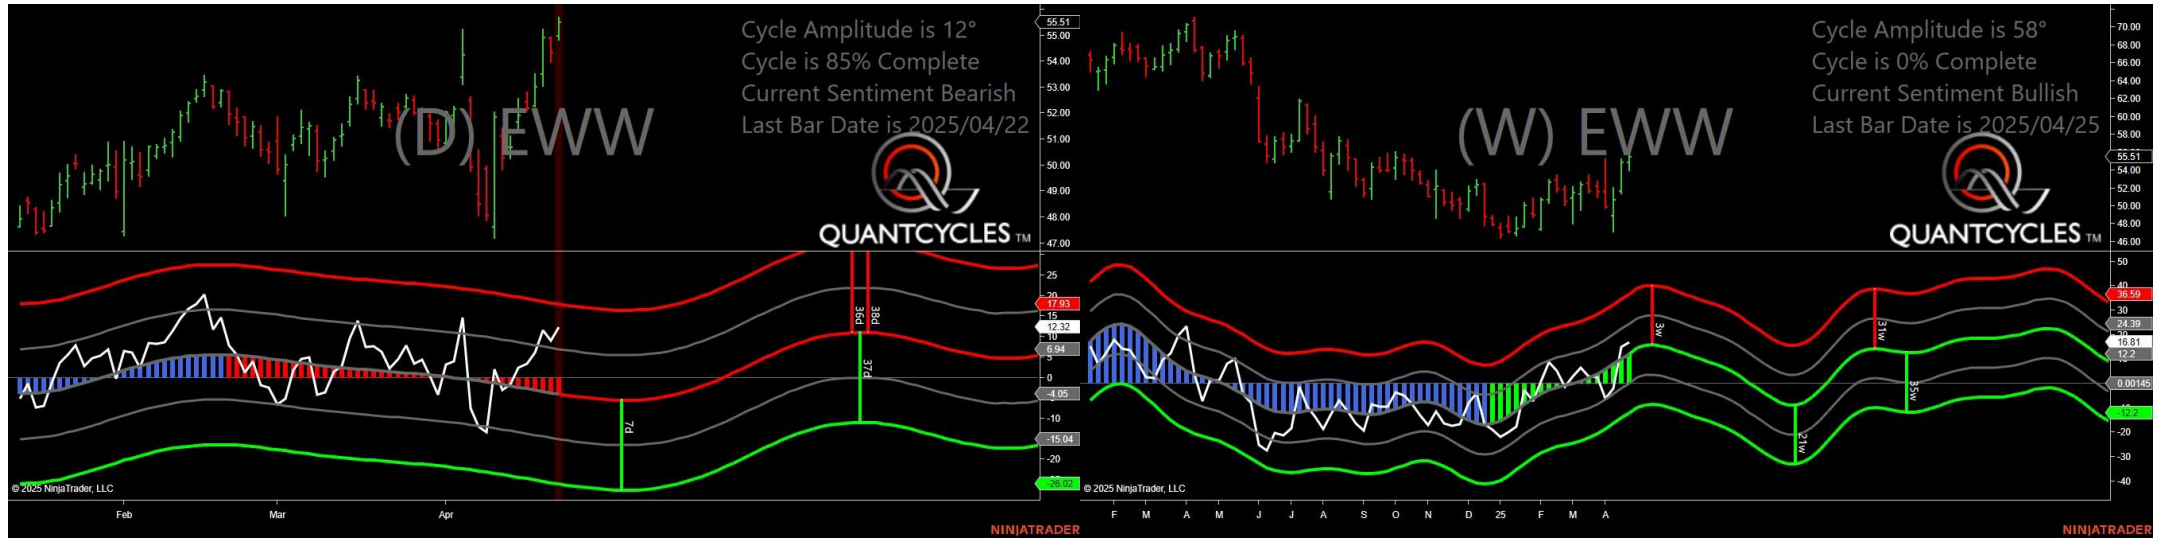 Cycle Amplitude is 12°
Cycle is 85% Complete
Current Sentiment Bearish
Last Bar Date is 2025/04/22
(D) EWW
QUANTCYCLES TM
55.51
55.00
54.00
53.00
52.00
51.00
50.00
49.00
48.00
47.00
36d
38d
37d
7d
25
20
17.93
15
12.32
10
6.94
5
0
-4.05
-10
-15.04
-20
-26.02
© 2025 NinjaTrader, LLC
Feb Mar Apr
NINJATRADER
Cycle Amplitude is 58°
Cycle is 0% Complete
Current Sentiment Bullish
Last Bar Date is 2025/04/25
(W) EWW
QUANTCYCLES TM
70.00
68.00
66.00
64.00
62.00
60.00
58.00
55.51
54.00
52.00
50.00
48.00
46.00
3w
31w
21w
35w
50
40
36.59
30
24.39
16.81
12.2
0.00145
-12.2
-20
-30
-40
© 2025 NinjaTrader, LLC
F M A M J J A S O N D 25 F M A
NINJATRADER